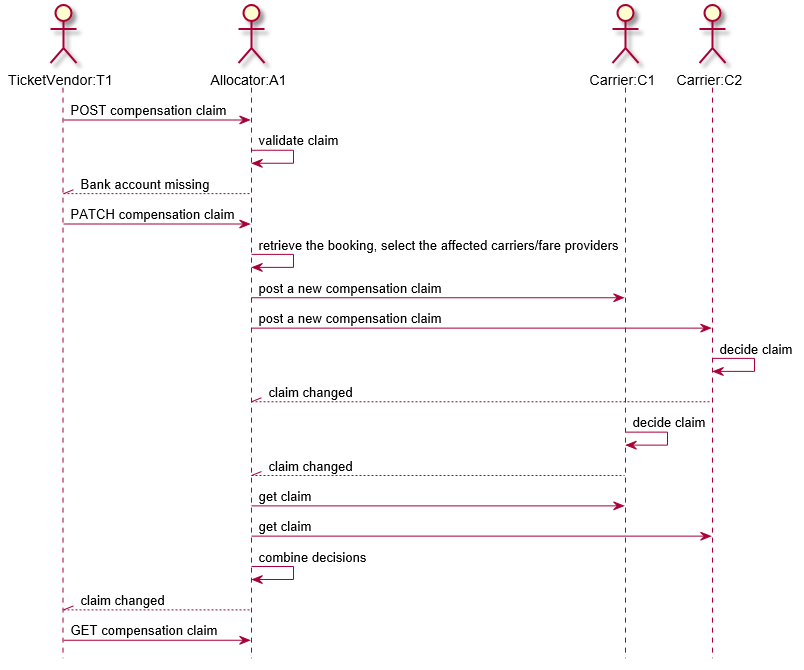 TicketVendor:T1
Allocator:A1
Carrier:C1
Carrier:C2
POST compensation claim
validate claim
Bank account missing
PATCH compensation claim
retrieve the booking, select the affected carriers/fare providers
post a new compensation claim
post a new compensation claim
decide claim
claim changed
decide claim
claim changed
get claim
get claim
combine decisions
claim changed
GET compensation claim